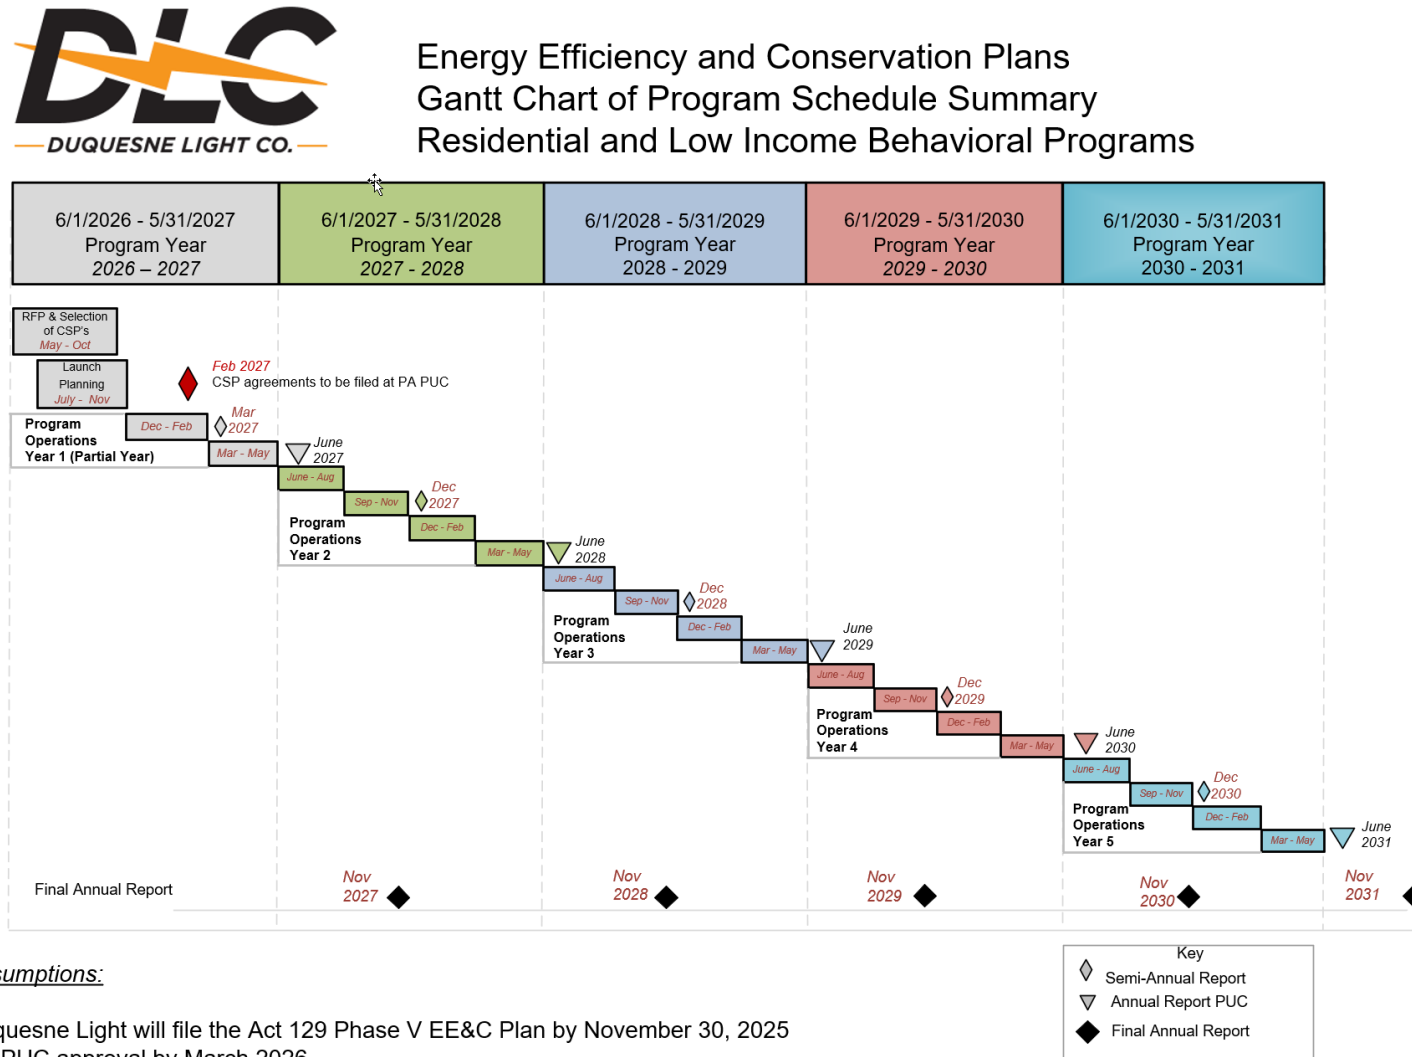 DLC
DUQUESNE LIGHT CO.
Energy Efficiency and Conservation Plans
Gantt Chart of Program Schedule Summary
Residential and Low Income Behavioral Programs
6/1/2026 - 5/31/2027
Program Year
2026 – 2027
6/1/2027 - 5/31/2028
Program Year
2027 - 2028
6/1/2028 - 5/31/2029
Program Year
2028 - 2029
6/1/2029 - 5/31/2030
Program Year
2029 - 2030
6/1/2030 - 5/31/2031
Program Year
2030 - 2031
RFP & Selection
of CSP's
May - Oct
Launch
Planning
July - Nov
Feb 2027
CSP agreements to be filed at PA PUC
Program
Operations
Year 1 (Partial Year)
Dec - Feb
Mar
2027
Mar - May
June
2027
June - Aug
Sep - Nov
Dec
2027
Program
Operations
Year 2
Dec - Feb
Mar - May
June
2028
June - Aug
Sep - Nov
Dec
2028
Program
Operations
Year 3
Dec - Feb
Mar - May
June
2029
June - Aug
Sep - Nov
Dec
2029
Program
Operations
Year 4
Dec - Feb
Mar - May
June
2030
June - Aug
Sep - Nov
Dec
2030
Program
Operations
Year 5
Dec - Feb
Mar - May
June
2031
Final Annual Report
Nov
2027
Nov
2028
Nov
2029
Nov
2030
Nov
2031
Key
Semi-Annual Report
Annual Report PUC
Final Annual Report
sumptions:
quesne Light will file the Act 129 Phase V EE&C Plan by November 30, 2025
PUC approval by March 2026